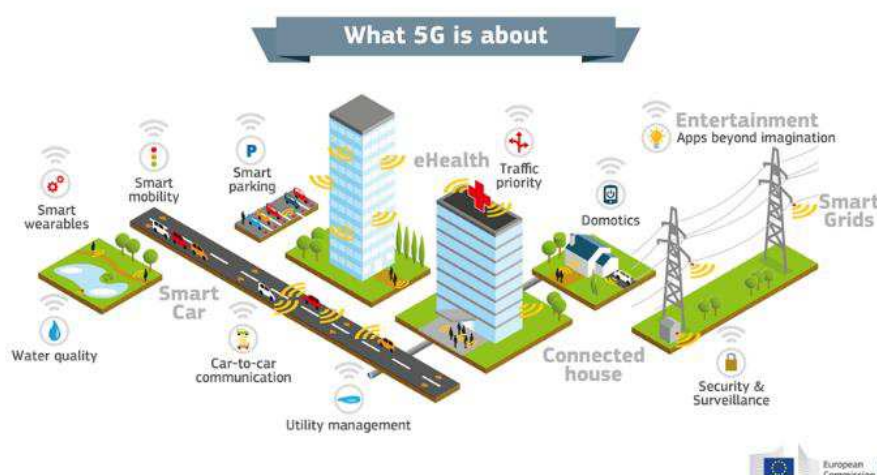 What 5G is about
Entertainment
Apps beyond imagination
Smart
mobility
Smart
parking
P
eHealth
Traffic
priority
Smart
wearables
Domotics
Smart
Grids
Smart
Car
Water quality
Car-to-car
communication
Connected
house
Security &
Surveillance
Utility management
European
Commission